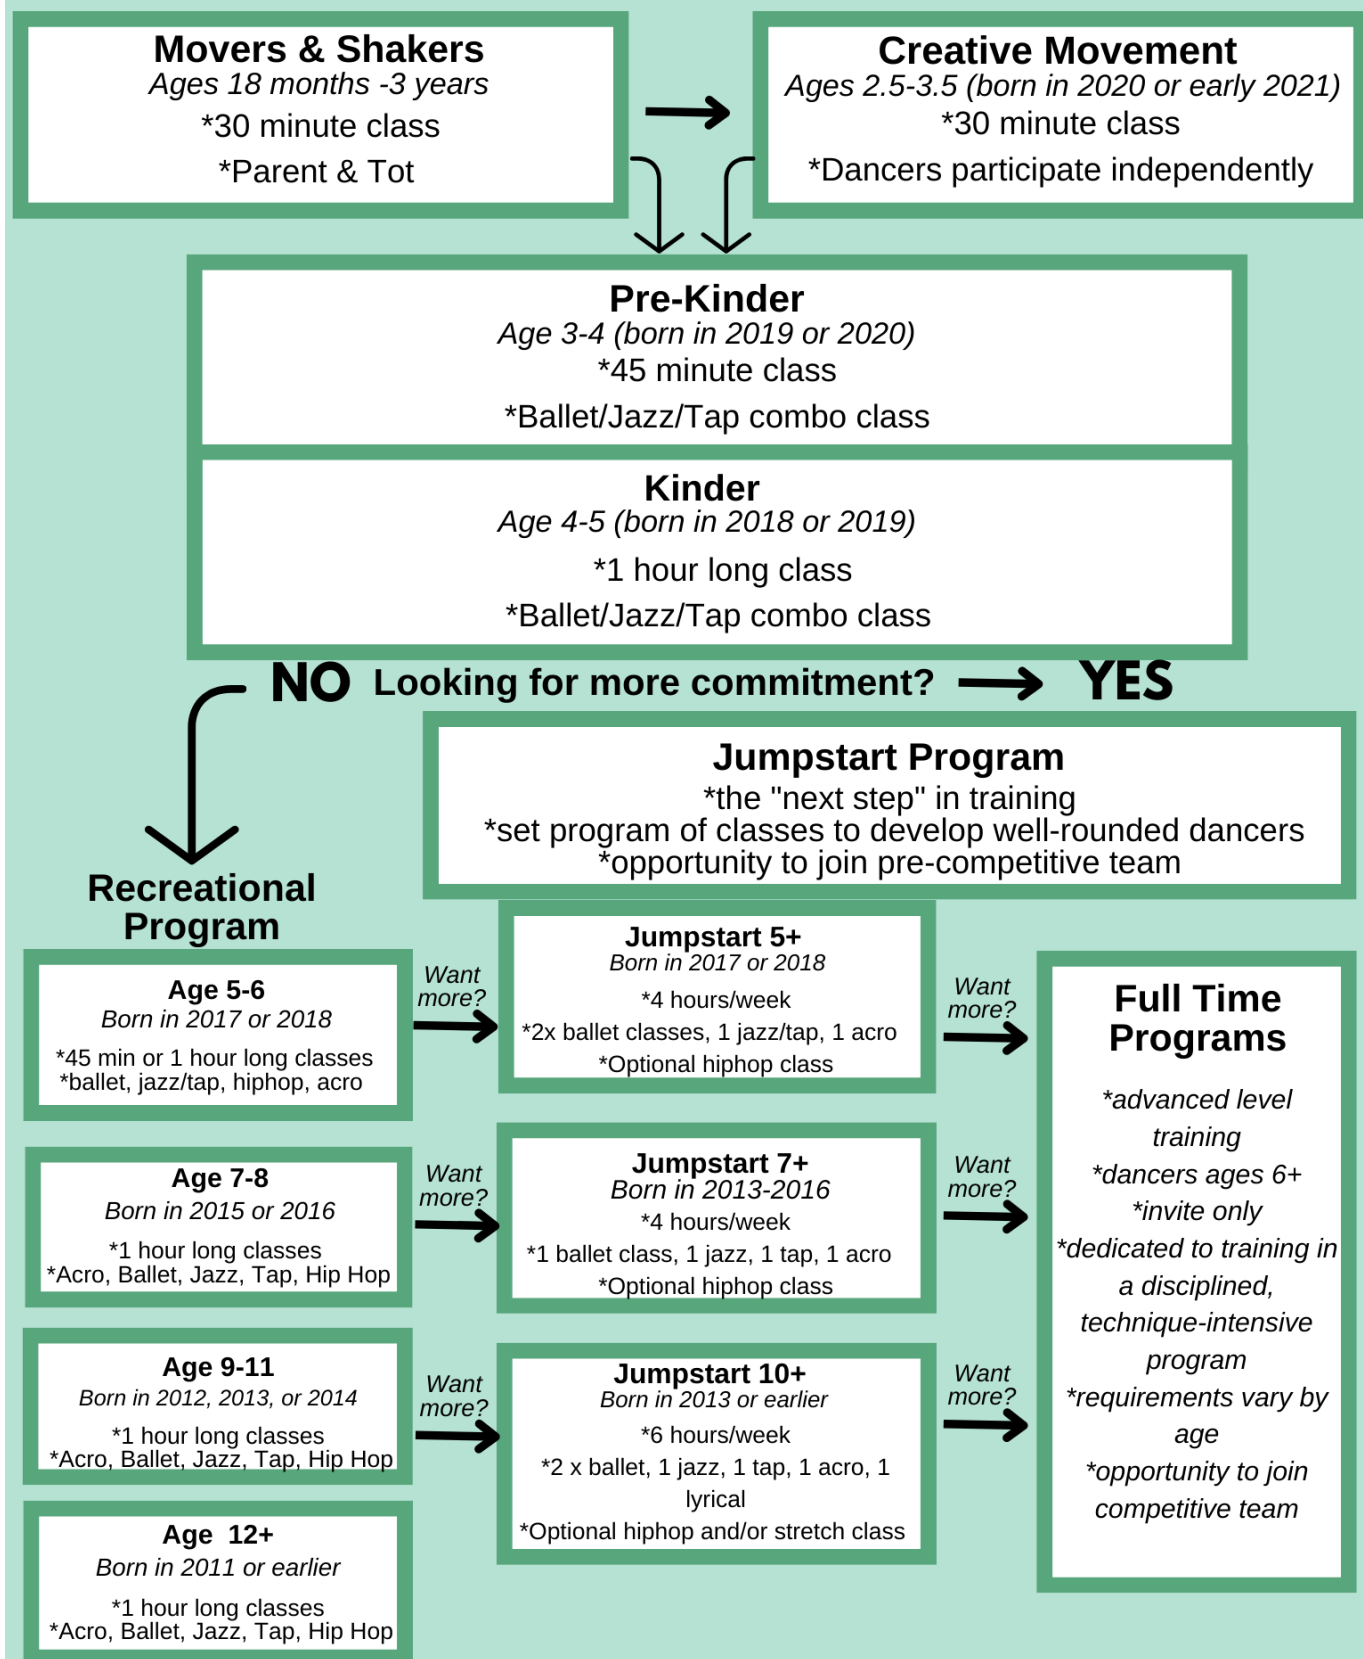 Movers & Shakers
Ages 18 months -3 years
*30 minute class
*Parent & Tot
Creative Movement
Ages 2.5-3.5 (born in 2020 or early 2021)
*30 minute class
*Dancers participate independently
Pre-Kinder
Age 3-4 (born in 2019 or 2020)
*45 minute class
*Ballet/Jazz/Tap combo class
Kinder
Age 4-5 (born in 2018 or 2019)
*1 hour long class
*Ballet/Jazz/Tap combo class
NO Looking for more commitment? YES
Jumpstart Program
*the "next step" in training
*set program of classes to develop well-rounded dancers
*opportunity to join pre-competitive team
Recreational
Program
Age 5-6
Born in 2017 or 2018
*45 min or 1 hour long classes
*ballet, jazz/tap, hiphop, acro
Want
more?
Jumpstart 5+
Born in 2017 or 2018
*4 hours/week
*2x ballet classes, 1 jazz/tap, 1 acro
*Optional hiphop class
Want
more?
Age 7-8
Born in 2015 or 2016
*1 hour long classes
*Acro, Ballet, Jazz, Tap, Hip Hop
Want
more?
Jumpstart 7+
Born in 2013-2016
*4 hours/week
*1 ballet class, 1 jazz, 1 tap, 1 acro
*Optional hiphop class
Want
more?
Age 9-11
Born in 2012, 2013, or 2014
*1 hour long classes
*Acro, Ballet, Jazz, Tap, Hip Hop
Want
more?
Jumpstart 10+
Born in 2013 or earlier
*6 hours/week
*2 x ballet, 1 jazz, 1 tap, 1 acro, 1
lyrical
*Optional hiphop and/or stretch class
Want
more?
Age 12+
Born in 2011 or earlier
*1 hour long classes
*Acro, Ballet, Jazz, Tap, Hip Hop
Full Time
Programs
*advanced level
training
*dancers ages 6+
*invite only
*dedicated to training in
a disciplined,
technique-intensive
program
*requirements vary by
age
*opportunity to join
competitive team